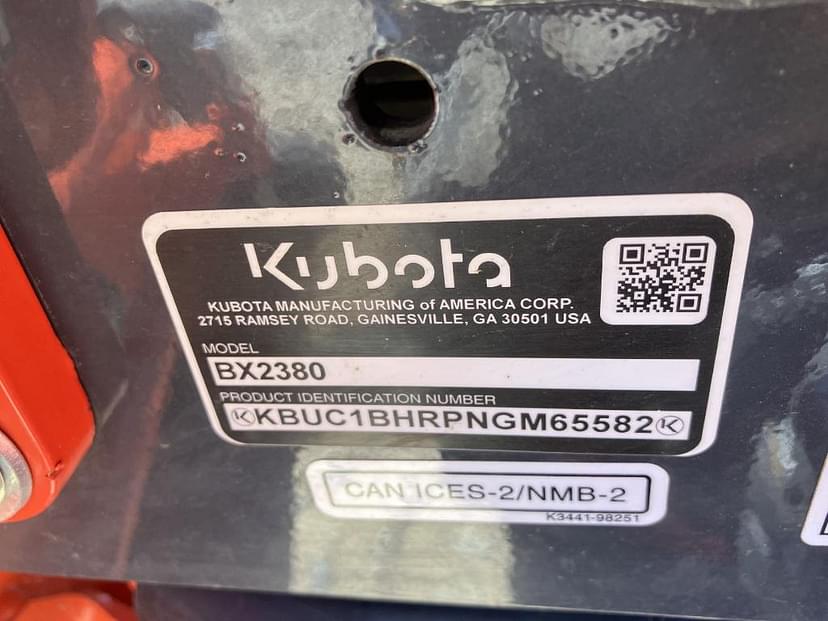 Kubota
KUBOTA MANUFACTURING of AMERICA CORP.
2715 RAMSEY ROAD, GAINESVILLE, GA 30501 USA
MODEL
BX2380
PRODUCT IDENTIFICATION NUMBER
KBUC1BHRPNGM65582
CAN ICES-2/NMB-2
K3441-98251